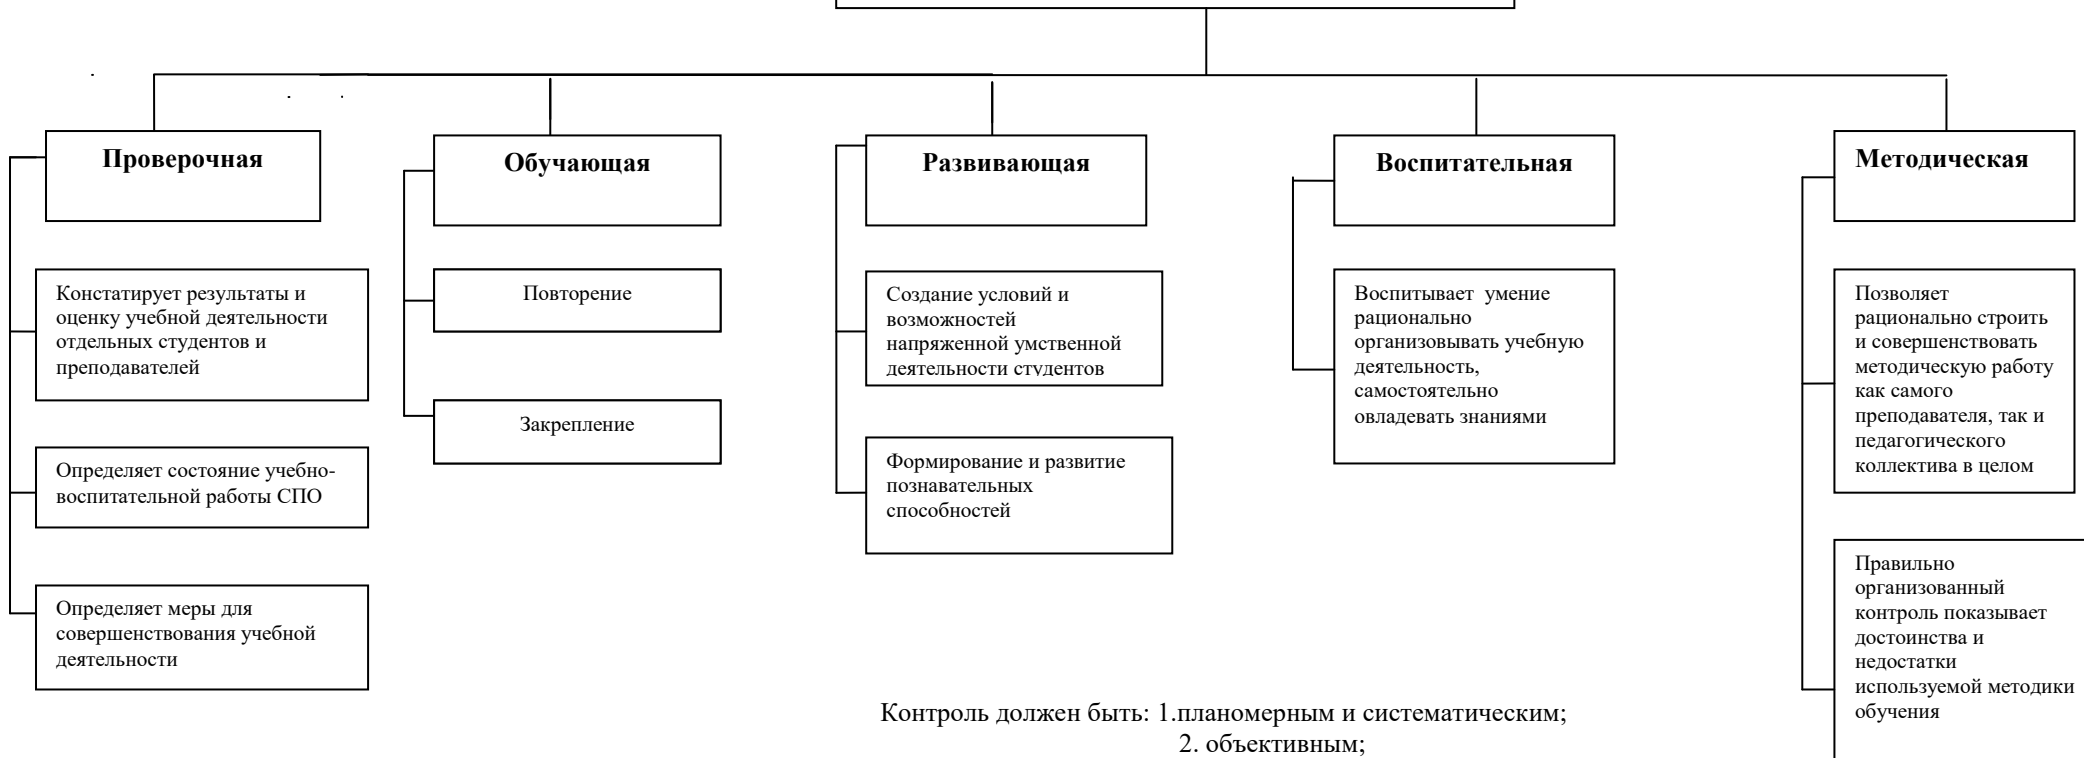 Проверочная
Обучающая
Развивающая
Воспитательная
Методическая
Констатирует результаты и
оценку учебной деятельности
отдельных студентов и
преподавателей
Определяет состояние учебно-
воспитательной работы СПО
Определяет меры для
совершенствования учебной
деятельности
Повторение
Закрепление
Создание условий и
возможностей
напряженной умственной
деятельности студентов
Формирование и развитие
познавательных
способностей
Воспитывает умение
рационально
организовывать учебную
деятельность,
самостоятельно
овладевать знаниями
Позволяет
рационально строить
и совершенствовать
методическую работу
как самого
преподавателя, так и
педагогического
коллектива в целом
Правильно
организованный
контроль показывает
достоинства и
недостатки
используемой методики
обучения
Контроль должен быть: 1.планомерным и систематическим;
2. объективным;